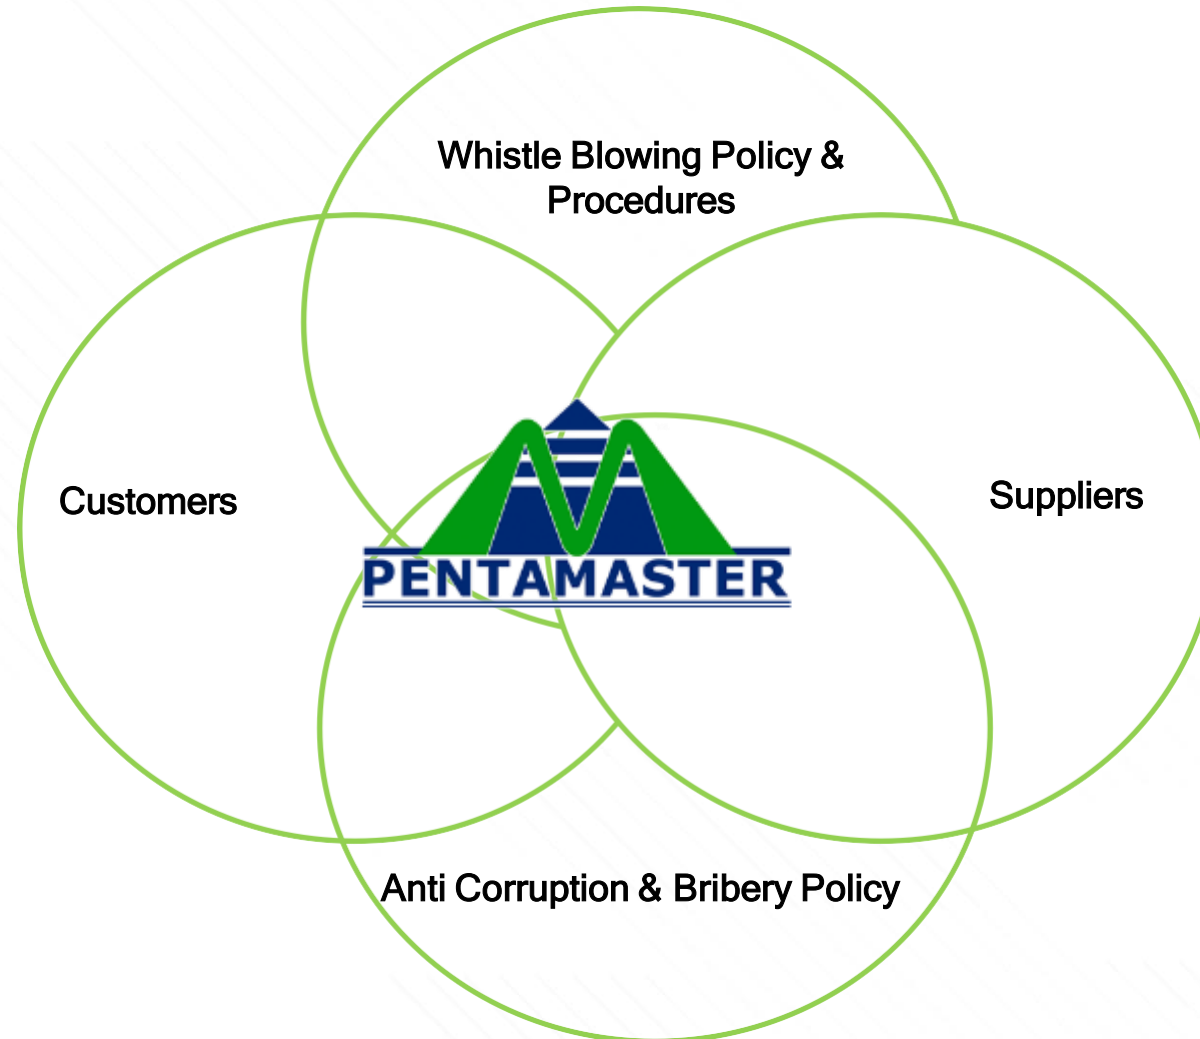 Whistle Blowing Policy &
Procedures
Customers
Suppliers
PENTAMASTER
Anti Corruption & Bribery Policy